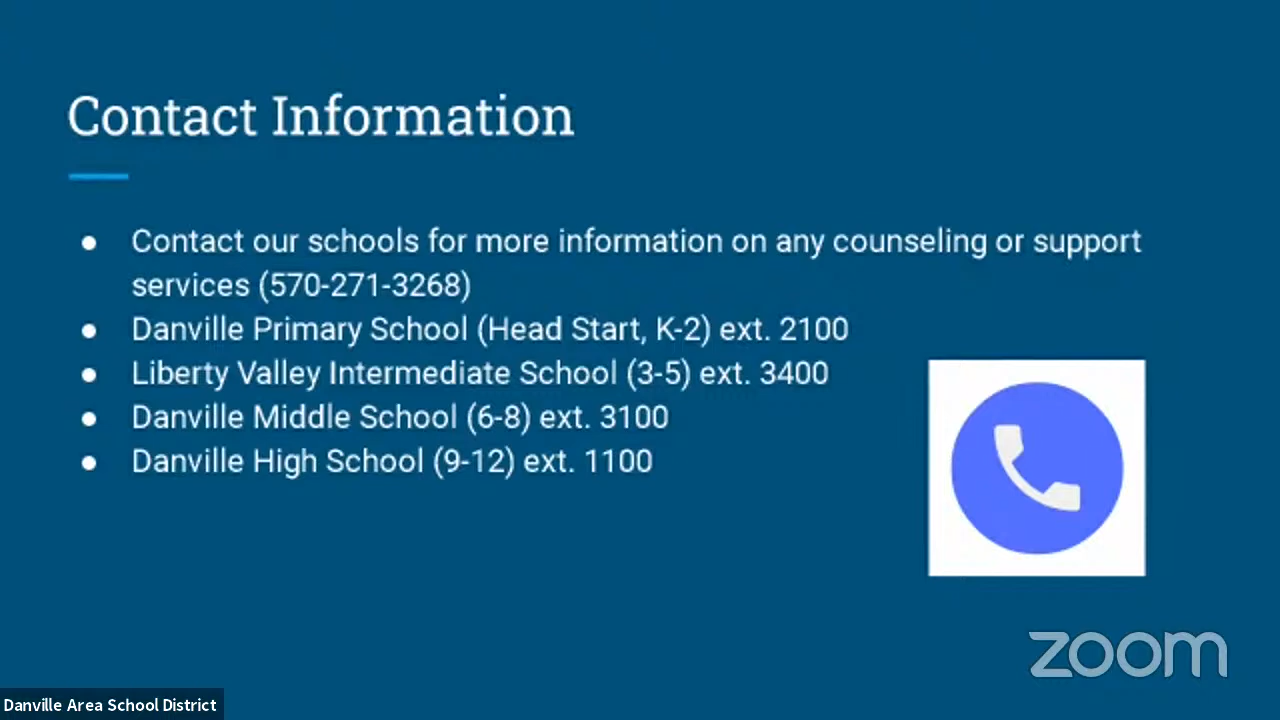 Contact Information
● Contact our schools for more information on any counseling or support
services (570-271-3268)
● Danville Primary School (Head Start, K-2) ext. 2100
● Liberty Valley Intermediate School (3-5) ext. 3400
● Danville Middle School (6-8) ext. 3100
● Danville High School (9-12) ext. 1100
zoom
Danville Area School District